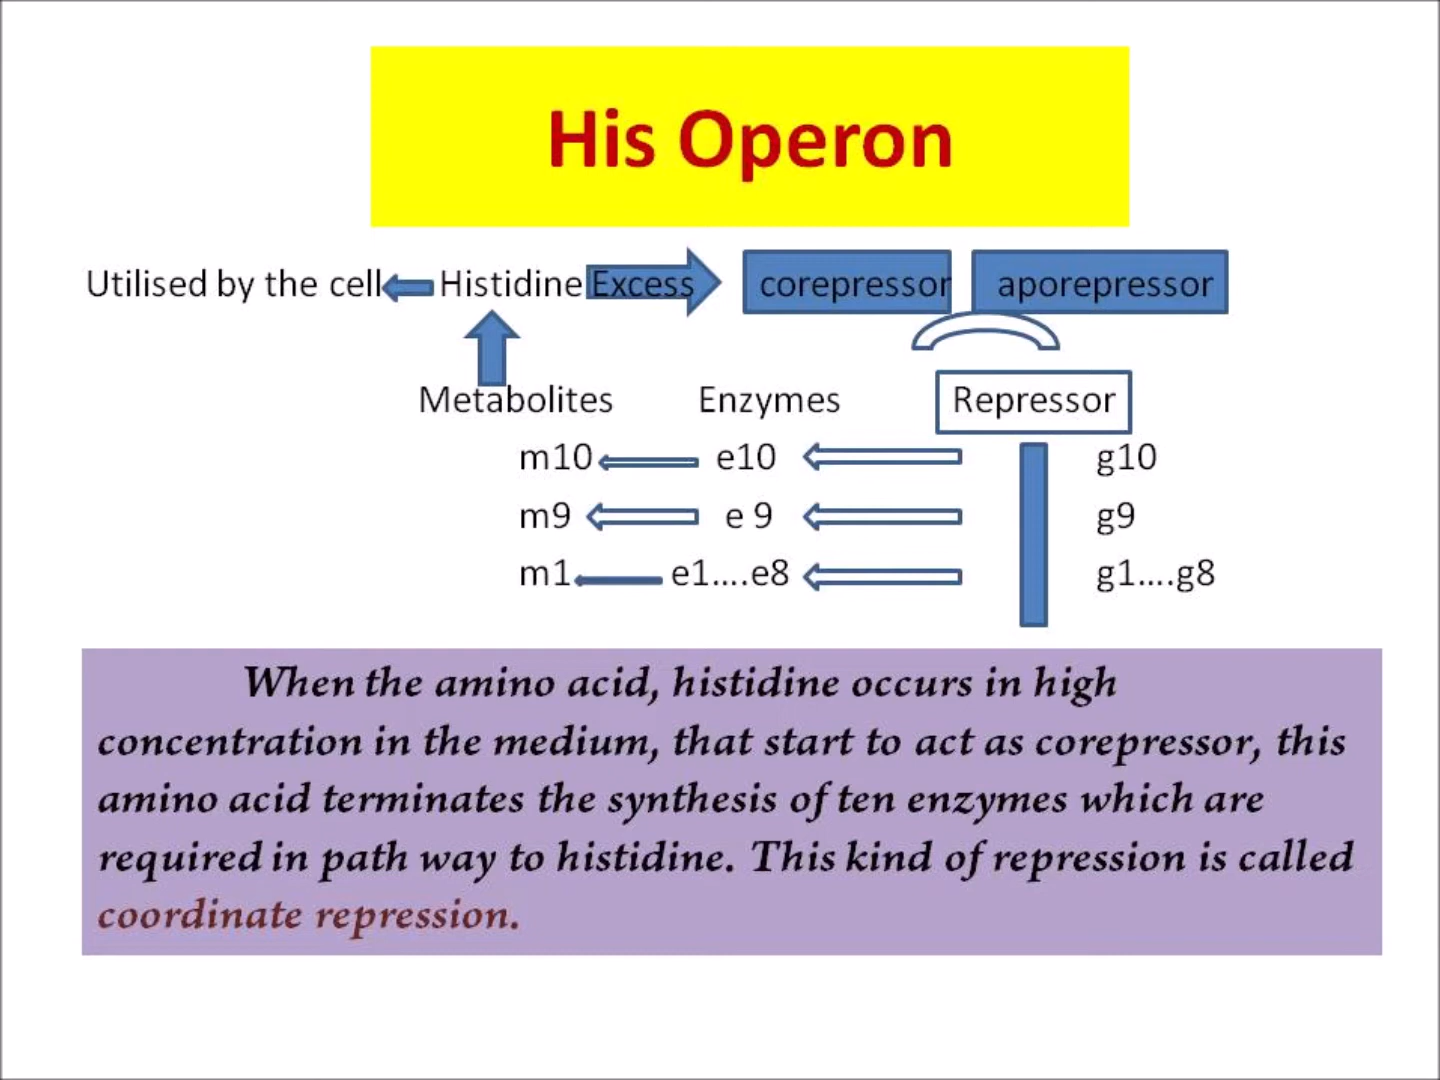 His Operon
Utilised by the cell Histidine Excess corepressor aporepressor
Metabolites Enzymes Repressor
m10 e10 g10
m9 e 9 g9
m1 e1....e8 g1....g8
When the amino acid, histidine occurs in high
concentration in the medium, that start to act as corepressor, this
amino acid terminates the synthesis of ten enzymes which are
required in path way to histidine. This kind of repression is called
coordinate repression.